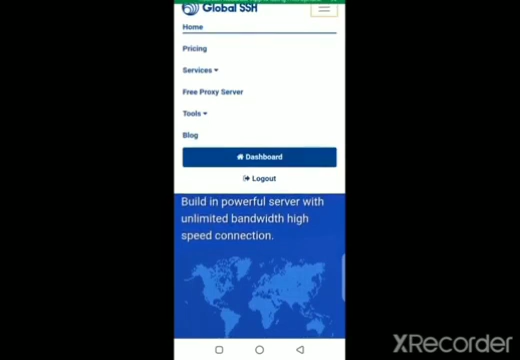 Global SSH
Home
Pricing
Services
Free Proxy Server
Tools
Blog
Dashboard
Logout
Build in powerful server with
unlimited bandwidth high
speed connection.
XRecorder